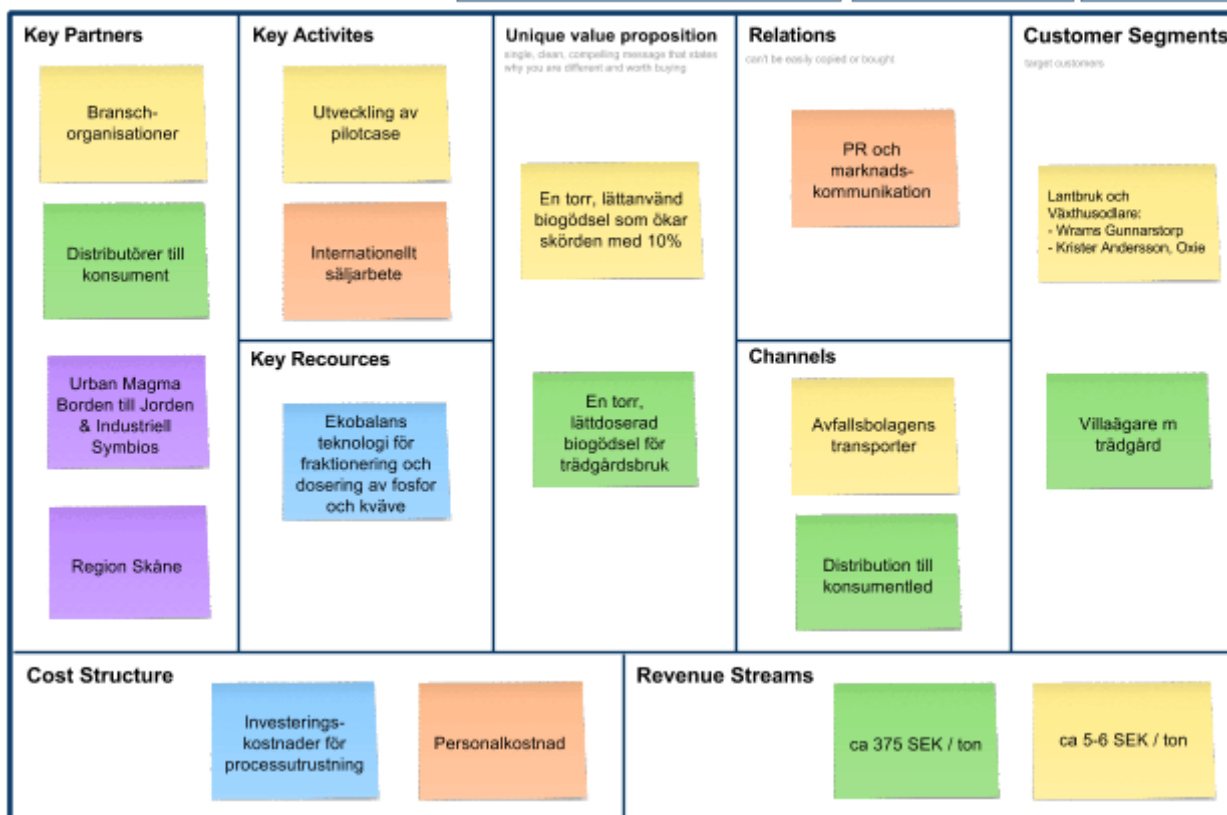 Key Partners
Bransch-
organisationer
Distributörer till
konsument
Urban Magma
Borden till Jorden
& Industriell
Symbios
Region Skåne
Key Activites
Utveckling av
pilotcase
Internationellt
säljarbete
Key Recources
Ekobalans
teknologi för
fraktionering och
dosering av fosfor
och kväve
Unique value proposition
single, clean, compelling message that states
why you are different and worth buying
En torr, lättanvänd
biogödsel som ökar
skörden med 10%
En torr,
lättdoserad
biogödsel för
trädgårdsbruk
Relations
can't be easily copied or bought
PR och
marknads-
kommunikation
Channels
Avfallsbolagens
transporter
Distribution till
konsumentled
Customer Segments
target customers
Lantbruk och
Växthusodlare:
- Wrams Gunnarstorp
- Krister Andersson, Oxie
Villaägare m
trädgård
Cost Structure
Investerings-
kostnader för
processutrustning
Personalkostnad
Revenue Streams
ca 375 SEK / ton
ca 5-6 SEK / ton